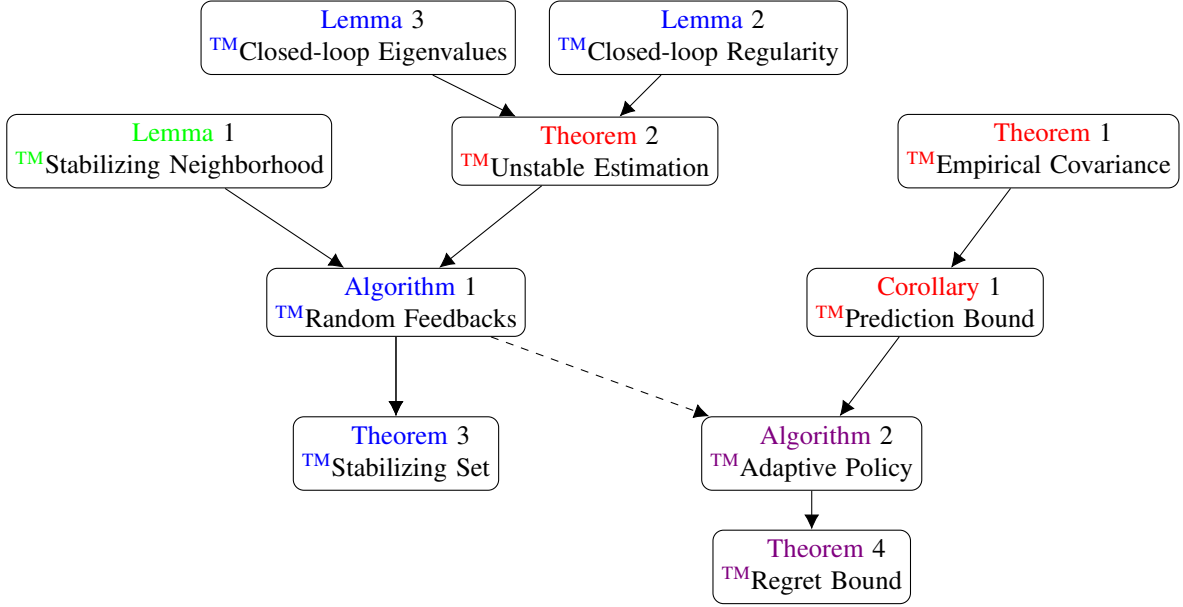 Lemma 3
™Closed-loop Eigenvalues
Lemma 2
™Closed-loop Regularity
Lemma 1
™Stabilizing Neighborhood
Theorem 2
™Unstable Estimation
Theorem 1
™Empirical Covariance
Algorithm 1
™Random Feedbacks
Corollary 1
™Prediction Bound
Theorem 3
™Stabilizing Set
Algorithm 2
™Adaptive Policy
Theorem 4
™Regret Bound